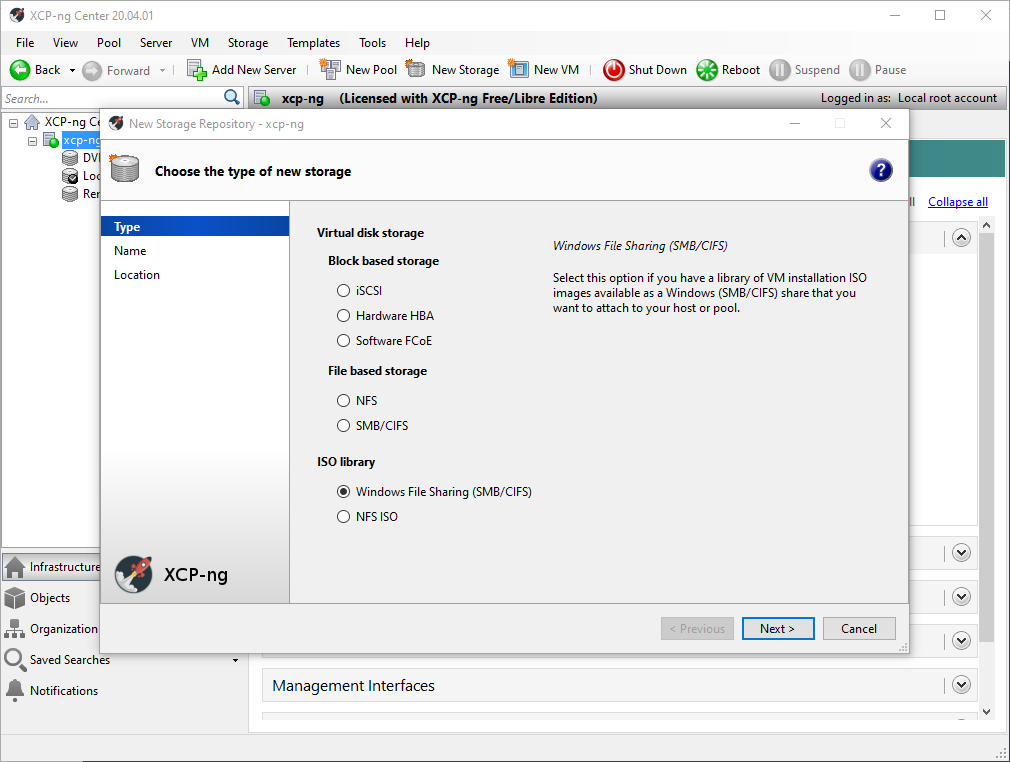 XCP-ng Center 20.04.01
File View Pool Server VM Storage Templates Tools Help
Back Forward Add New Server New Pool New Storage New VM Shut Down Reboot Suspend Pause
Search... xcp-ng (Licensed with XCP-ng Free/Libre Edition) Logged in as: Local root account
XCP-ng Ce
xcp-ng
DV
Loc
Rem
New Storage Repository - xcp-ng
Choose the type of new storage
?
Collapse all
Type
Name
Location
Virtual disk storage
Block based storage
iSCSI
Hardware HBA
Software FCoE
File based storage
NFS
SMB/CIFS
ISO library
Windows File Sharing (SMB/CIFS)
NFS ISO
Windows File Sharing (SMB/CIFS)
Select this option if you have a library of VM installation ISO
images available as a Windows (SMB/CIFS) share that you
want to attach to your host or pool.
XCP-ng
< Previous Next > Cancel
Infrastructure
Objects
Organization
Saved Searches
Notifications
Management Interfaces